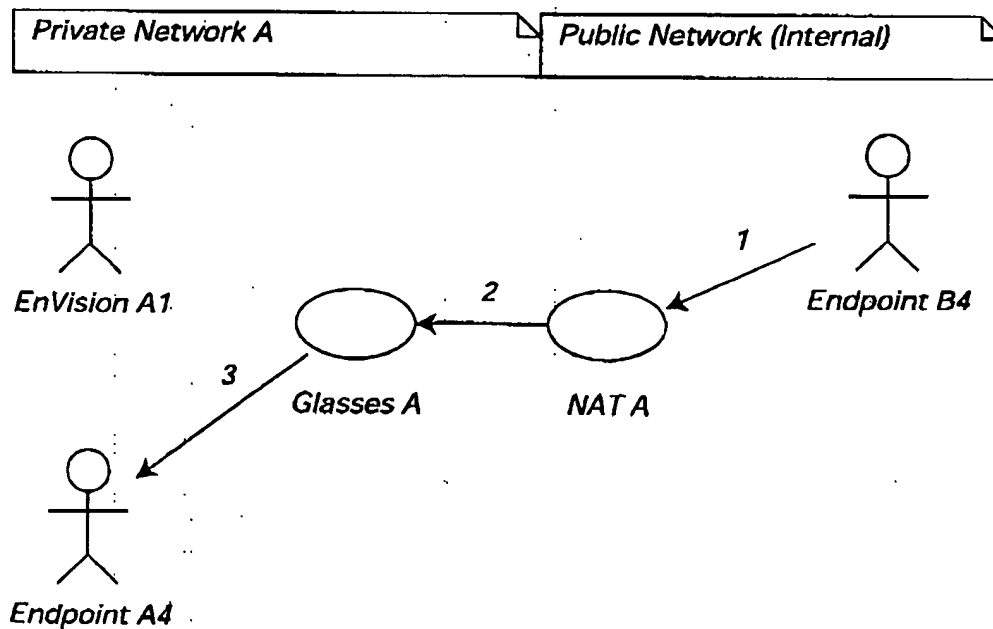 Private Network A
Public Network (Internal)
1
EnVision A1
2
Endpoint B4
3
Glasses A
NAT A
Endpoint A4